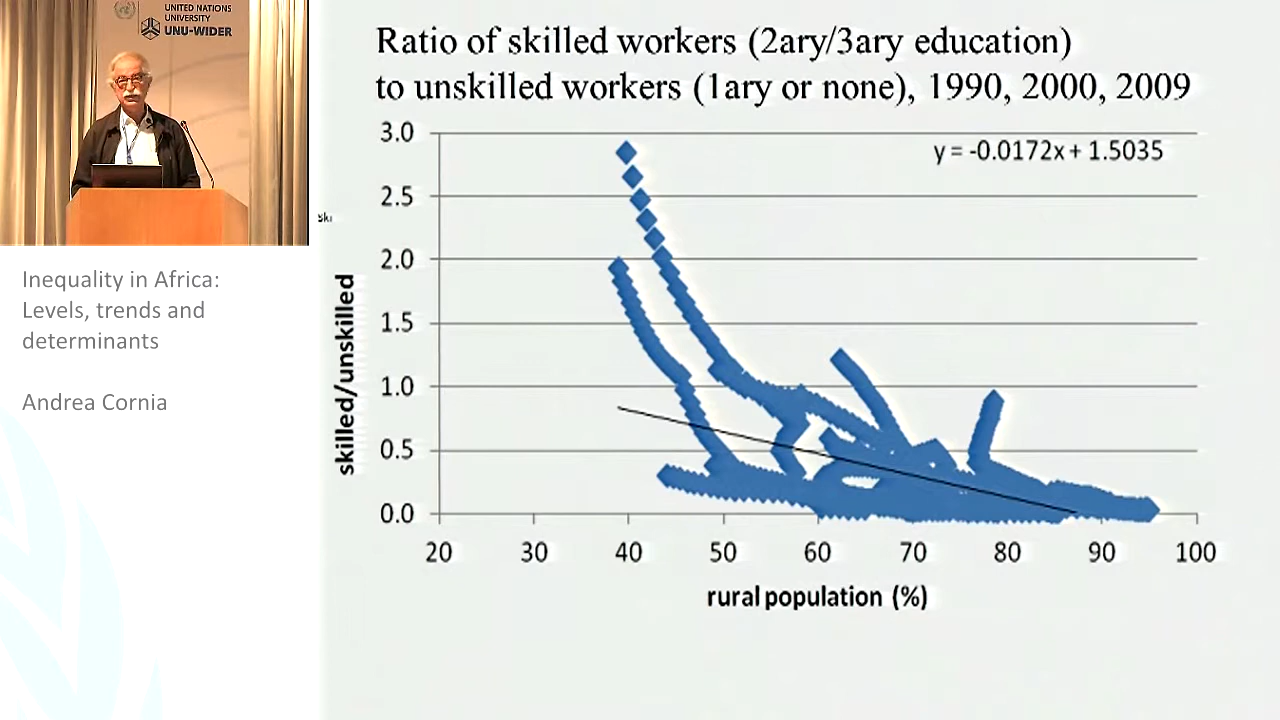 UNITED NATIONS
UNIVERSITY
UNU-WIDER
Inequality in Africa:
Levels, trends and
determinants
Andrea Cornia
Ratio of skilled workers (2ary/3ary education)
to unskilled workers (1ary or none), 1990, 2000, 2009
y = -0.0172x + 1.5035
3.0
2.5
2.0
1.5
1.0
0.5
0.0
skilled/unskilled
20 30 40 50 60 70 80 90 100
rural population (%)